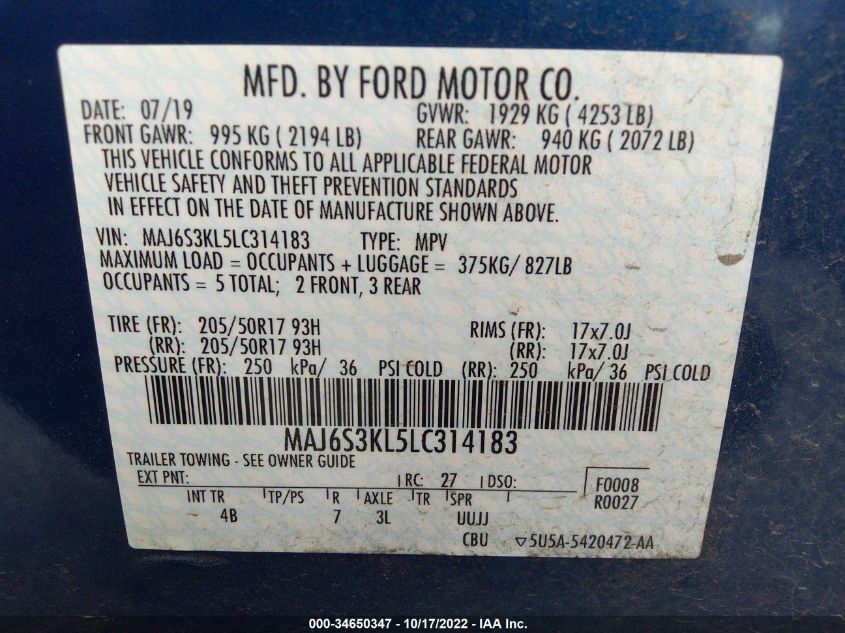 MFD. BY FORD MOTOR CO.
DATE: 07/19 GVWR: 1929 KG ( 4253 LB)
FRONT GAWR: 995 KG ( 2194 LB) REAR GAWR: 940 KG ( 2072 LB)
THIS VEHICLE CONFORMS TO ALL APPLICABLE FEDERAL MOTOR
VEHICLE SAFETY AND THEFT PREVENTION STANDARDS
IN EFFECT ON THE DATE OF MANUFACTURE SHOWN ABOVE.
VIN: MAJ6S3KL5LC314183 TYPE: MPV
MAXIMUM LOAD = OCCUPANTS + LUGGAGE = 375KG/ 827LB
OCCUPANTS = 5 TOTAL; 2 FRONT, 3 REAR
TIRE (FR): 205/50R17 93H RIMS (FR): 17x7.0J
(RR): 205/50R17 93H (RR): 17x7.0J
PRESSURE (FR): 250 kPa/ 36 PSI COLD (RR): 250 kPa/ 36 PSI COLD
MAJ6S3KL5LC314183
TRAILER TOWING - SEE OWNER GUIDE
EXT PNT: RC: 27 DSO: F0008
R0027
INT TR TP/PS R AXLE TR SPR
4B 7 3L UUJJ
CBU ▽5U5A-5420472-AA
000-34650347 - 10/17/2022 - IAA Inc.